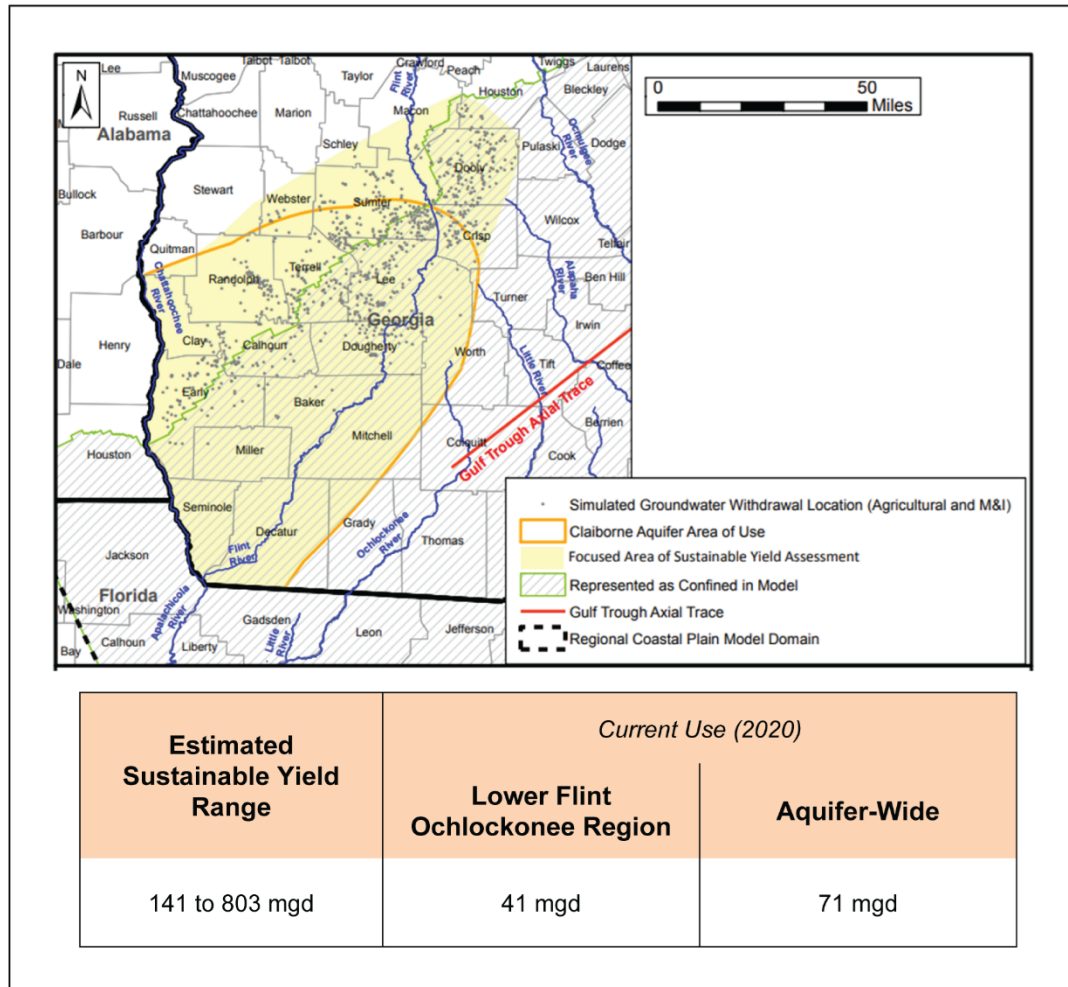 N
Lee
Talbot
Talbot
Crawford
Twiggs
Laurens
Muscogee
Taylor
Peach
Bleckley
Houston
Flint
River
Macon
Russell
Chattahoochee
Marion
Alabama
Schley
Dooly
Pulaski
Ocmulgee
River
Dodge
Stewart
Webster
Sumter
Bullock
Wilcox
Barbour
Quitman
Crisp
Telfair
Chattahoochee
River
Randolph
Terrell
Lee
Alapaha
River
Ben Hill
Turner
Georgia
Irwin
Henry
Clay
Calhoun
Dougherty
Worth
Little River
Tift
Coffee
Dale
Early
Baker
Mitchell
Berrien
Colquitt
Gulf Trough Axial Trace
Cook
Houston
Miller
Seminole
Decatur
Grady
Ochlockonee
River
Thomas
Flint
River
Jackson
Florida
Washington
Apalachicola
River
Gadsden
Little
River
Leon
Jefferson
Calhoun
Bay
Liberty
0 50
Miles
Simulated Groundwater Withdrawal Location (Agricultural and M&I)
Claiborne Aquifer Area of Use
Focused Area of Sustainable Yield Assessment
Represented as Confined in Model
Gulf Trough Axial Trace
Regional Coastal Plain Model Domain
Estimated
Sustainable Yield
Range
Current Use (2020)
Lower Flint
Ochlockonee Region
Aquifer-Wide
141 to 803 mgd
41 mgd
71 mgd